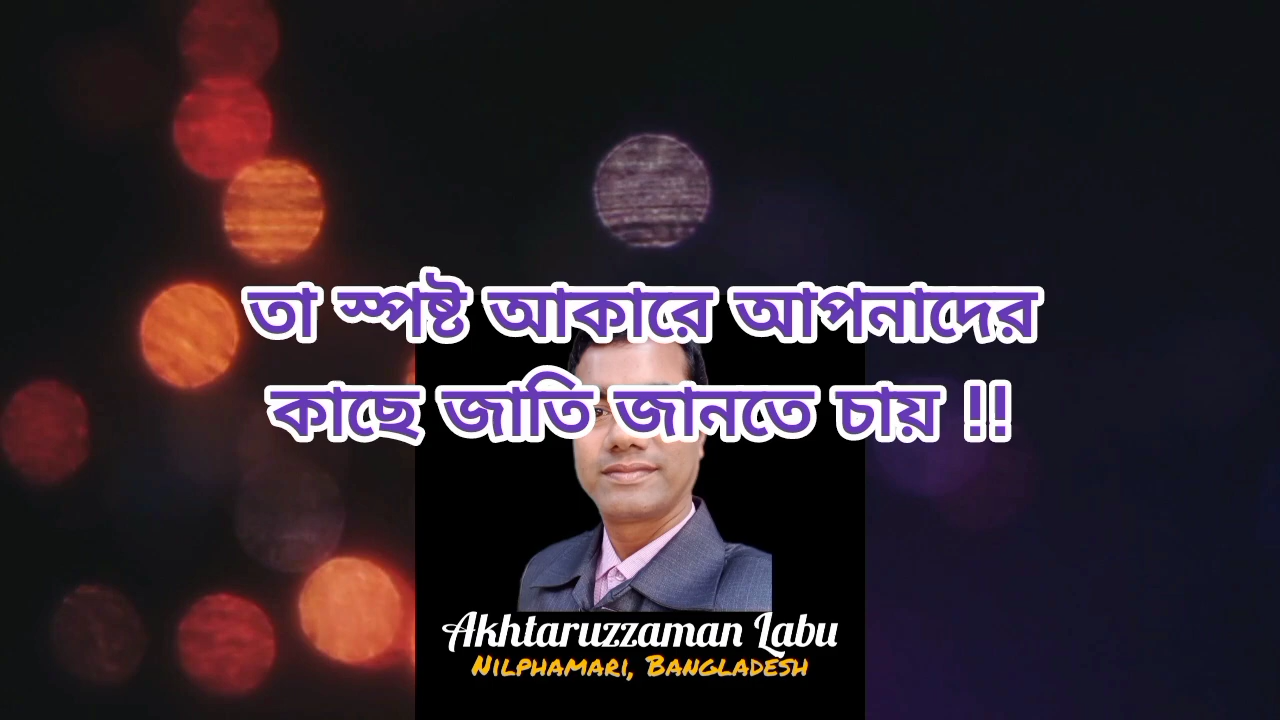 তা স্পষ্ট আকারে আপনাদের
কাছে জাতি জানতে চায় !!
Akhtaruzzaman Labu
Nilphamari, Bangladesh